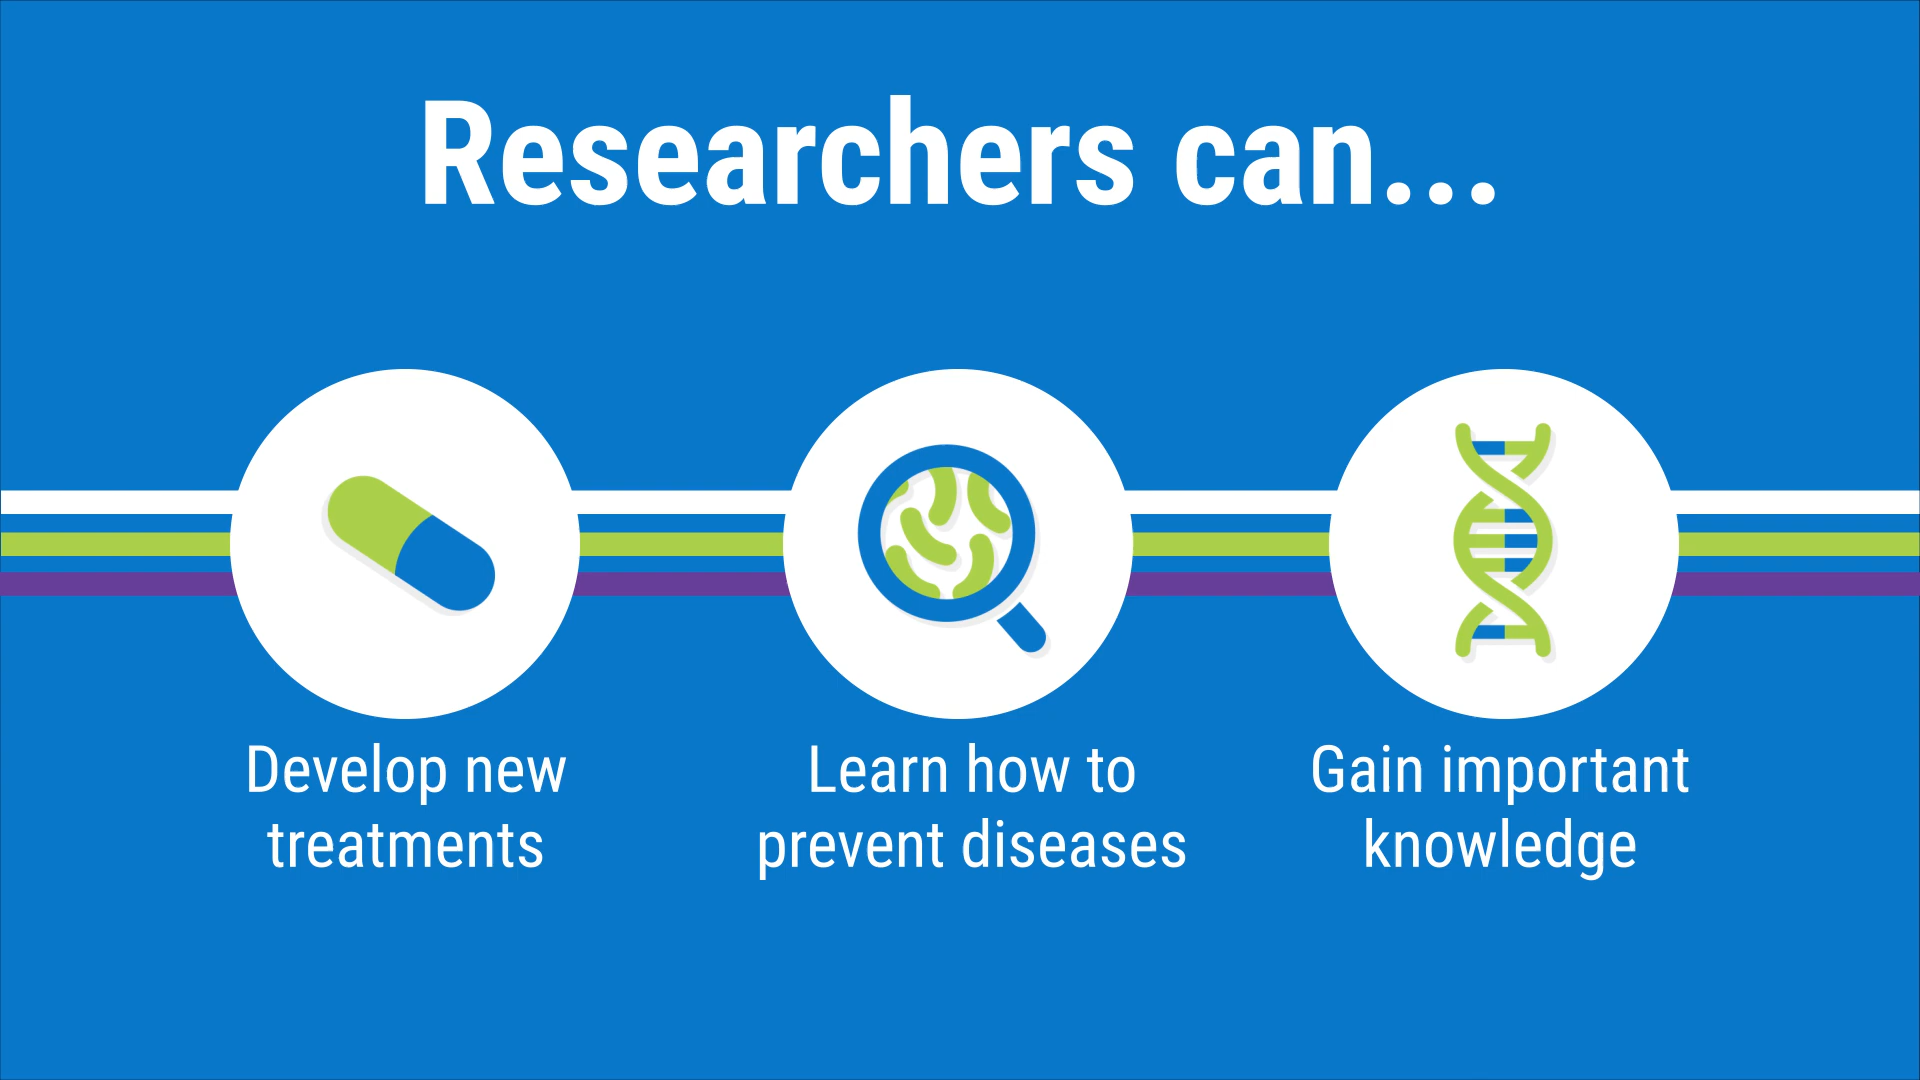 Researchers can...
Develop new
treatments
Learn how to
prevent diseases
Gain important
knowledge